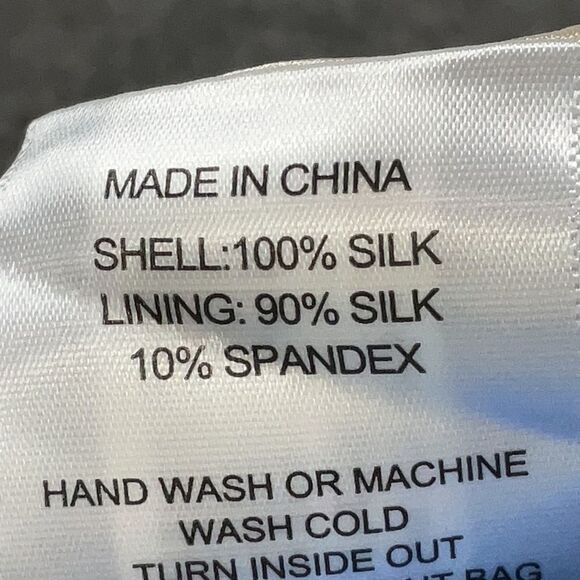 MADE IN CHINA
SHELL:100% SILK
LINING: 90% SILK
10% SPANDEX
HAND WASH OR MACHINE
WASH COLD
TURN INSIDE OUT
BAG